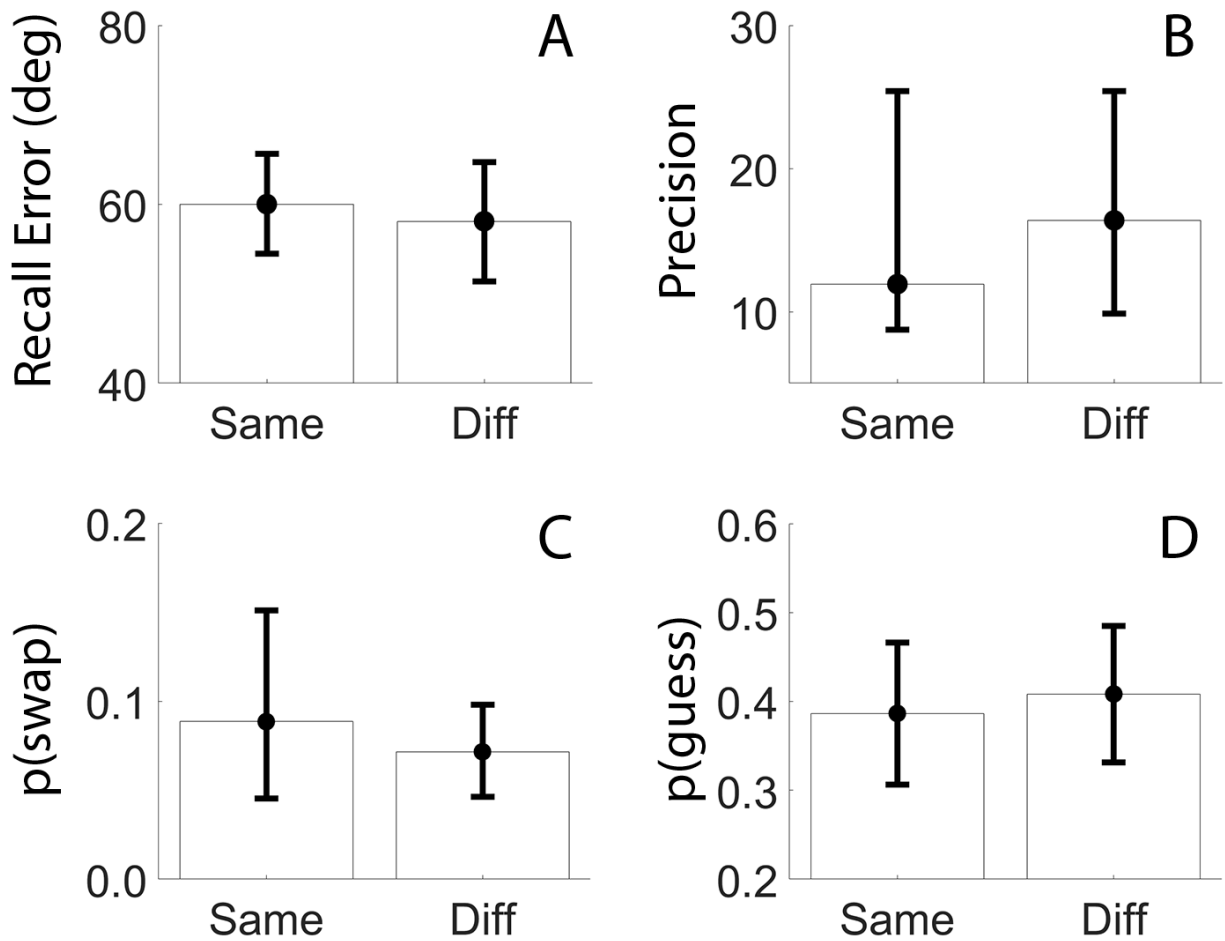 A
Recall Error (deg)
80
60
40
Same Diff
B
Precision
30
20
10
Same Diff
C
p(swap)
0.2
0.1
0.0
Same Diff
D
p(guess)
0.6
0.5
0.4
0.3
0.2
Same Diff